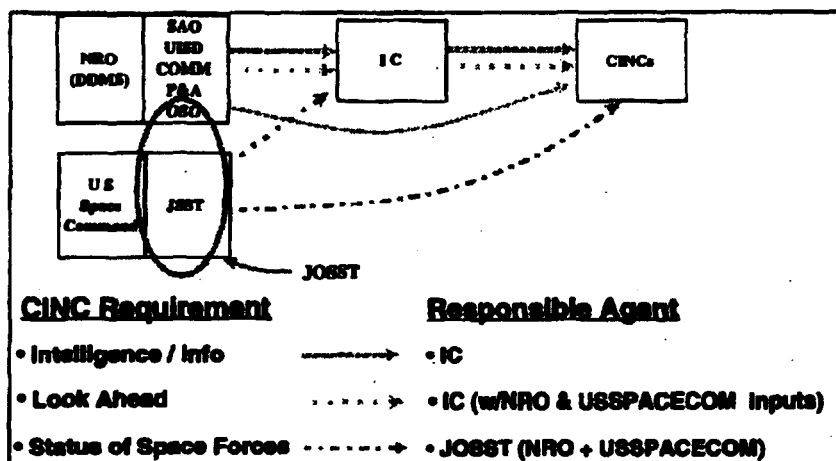 NRO
(DDMS)
SAO
USSD
COMM
P&A
OSO
IC
CINCs
U S
Space
Command
JSST
JOSST
CINC Requirement
Responsible Agent
• Intelligence / Info
• IC
• Look Ahead
• IC (w/NRO & USSPACECOM inputs)
• Status of Space Forces
• JOSST (NRO + USSPACECOM)